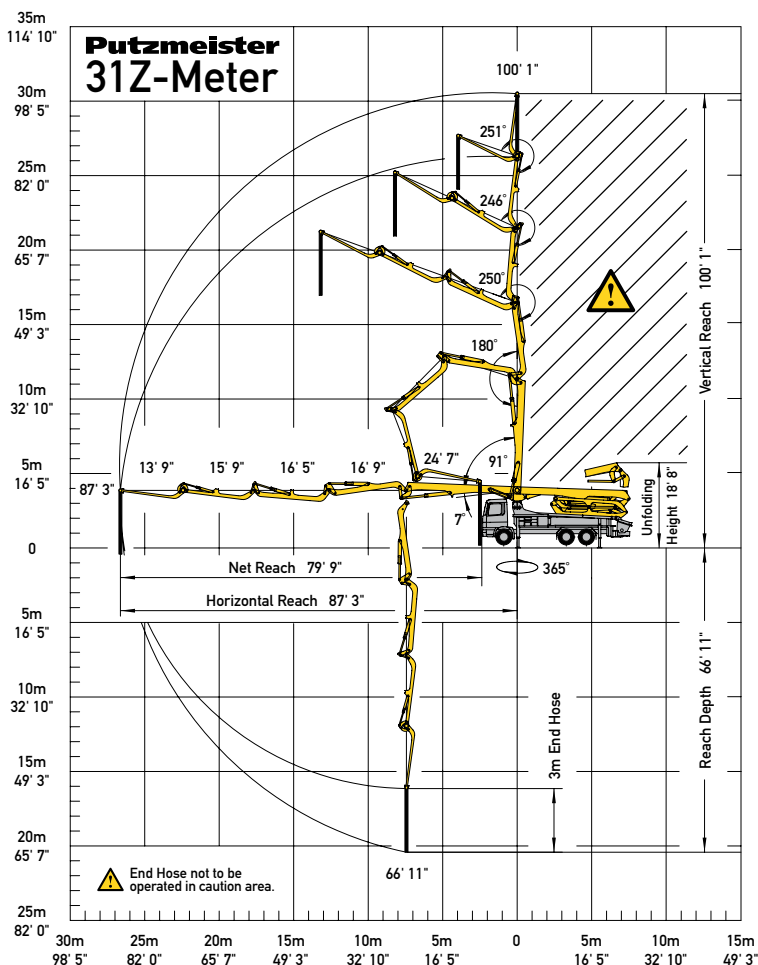 Putzmeister
31Z-Meter
35m
114' 10"
30m
98' 5"
25m
82' 0"
20m
65' 7"
15m
49' 3"
10m
32' 10"
5m
16' 5"
0
5m
16' 5"
10m
32' 10"
15m
49' 3"
20m
65' 7"
25m
82' 0"
100' 1"
251°
246°
250°
180°
91°
7°
365°
13' 9"
15' 9"
16' 5"
16' 9"
24' 7"
87' 3"
Net Reach 79' 9"
Horizontal Reach 87' 3"
Vertical Reach 100' 1"
Unfolding
Height 18' 8"
Reach Depth 66' 11"
3m End Hose
66' 11"
!
!
End Hose not to be
operated in caution area.
30m
98' 5"
25m
82' 0"
20m
65' 7"
15m
49' 3"
10m
32' 10"
5m
16' 5"
0
5m
16' 5"
10m
32' 10"
15m
49' 3"